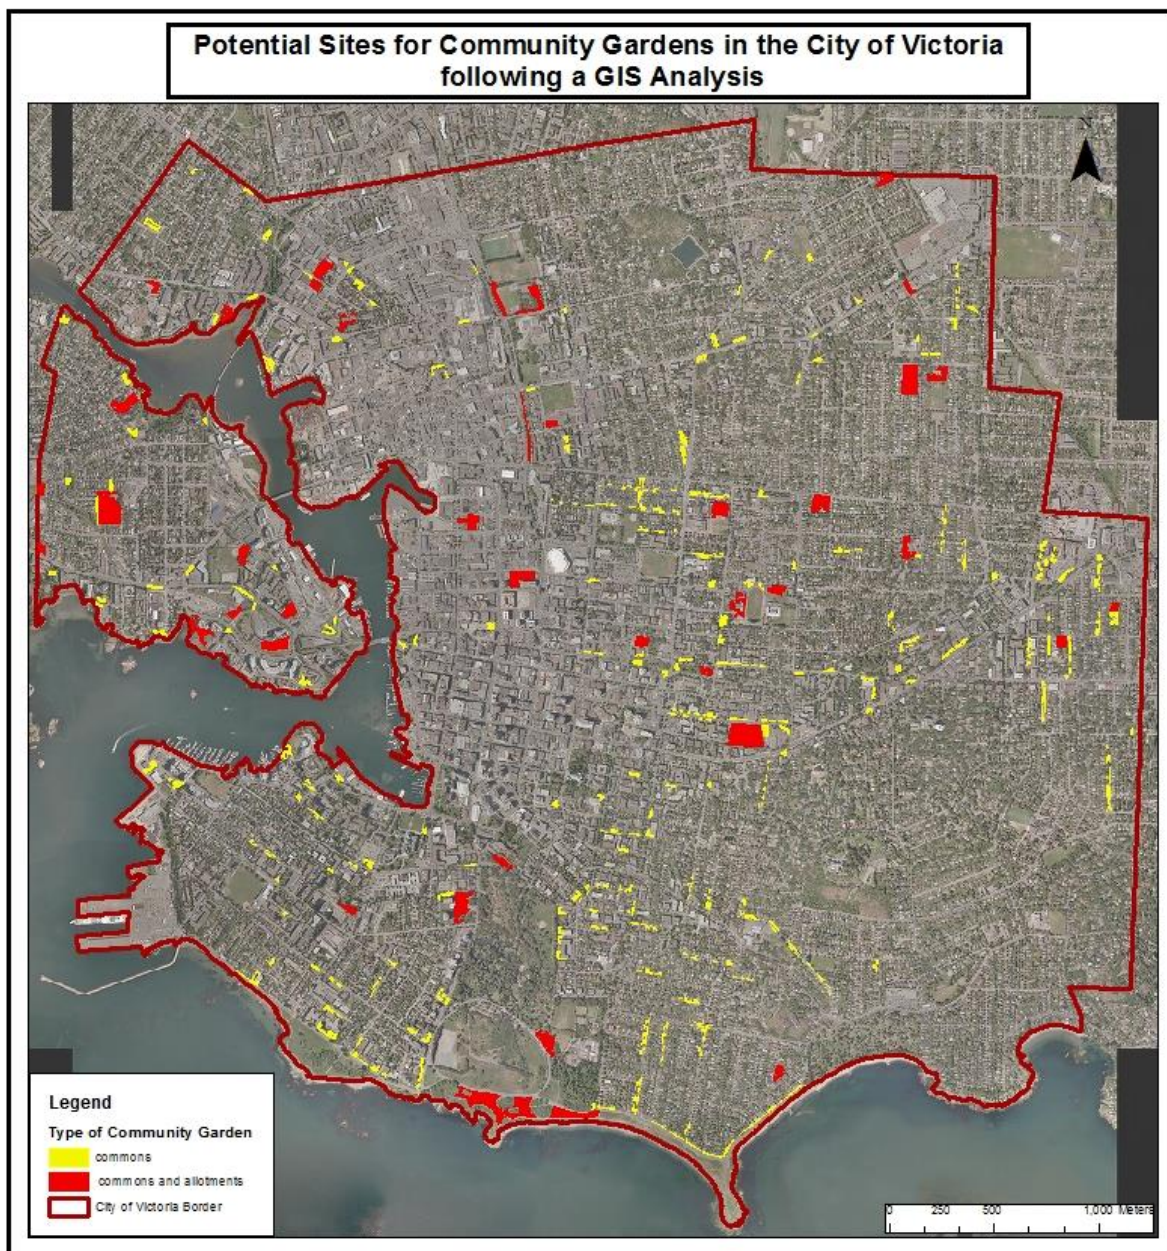 Potential Sites for Community Gardens in the City of Victoria
following a GIS Analysis
N
Legend
Type of Community Garden
commons
commons and allotments
City of Victoria Border
0 250 500 1,000 Meters